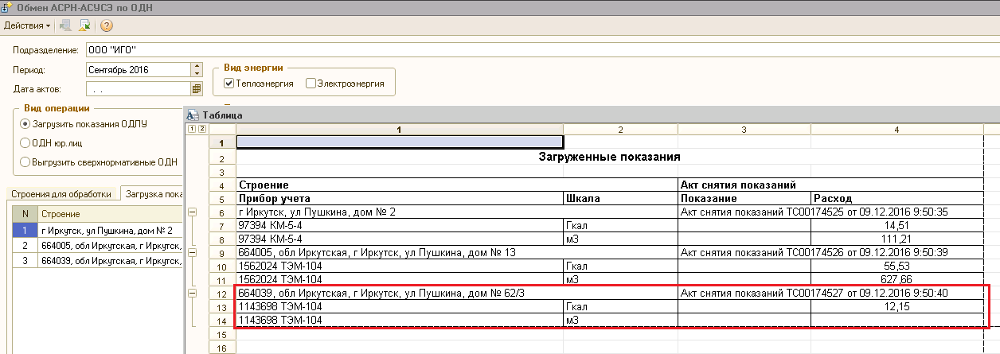 Обмен АСРН-АСУСЭ по ОДН
Действия
Подразделение: ООО "ИГО"
Период: Сентябрь 2016
Дата актов: . .
Вид энергии
Теплоэнергия Электроэнергия
Вид операции
Загрузить показания ОДПУ
ОДН юр.лиц
Выгрузить сверхнормативные ОДН
Строения для обработки Загрузка пока
N Строение
1 г Иркутск, ул Пушкина, дом № 2
2 664005, обл Иркутская, г Иркутск,
3 664039, обл Иркутская, г Иркутск,
Таблица
1 2 1 2 3 4
1
2 Загруженные показания
3
4 Строение Акт снятия показаний
5 Прибор учета Шкала Показание Расход
6 г Иркутск, ул Пушкина, дом № 2 Акт снятия показаний ТС00174525 от 09.12.2016 9:50:35
7 97394 КМ-5-4 Гкал 14,51
8 97394 КМ-5-4 м3 111,21
9 664005, обл Иркутская, г Иркутск, ул Пушкина, дом № 13 Акт снятия показаний ТС00174526 от 09.12.2016 9:50:39
10 1562024 ТЭМ-104 Гкал 55,53
11 1562024 ТЭМ-104 м3 627,66
12 664039, обл Иркутская, г Иркутск, ул Пушкина, дом № 62/3 Акт снятия показаний ТС00174527 от 09.12.2016 9:50:40
13 1143698 ТЭМ-104 Гкал 12,15
14 1143698 ТЭМ-104 м3
15
16